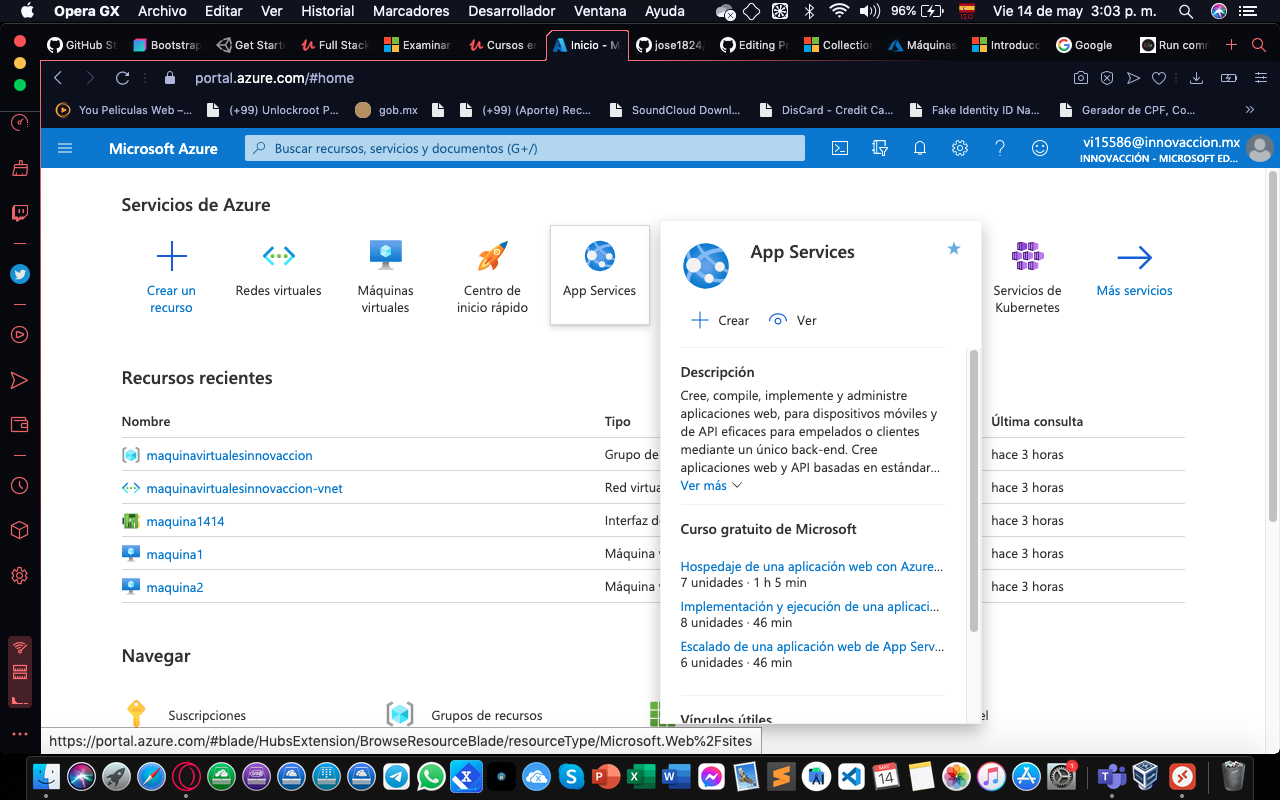 Opera GX Archivo Editar Ver Historial Marcadores Desarrollador Ventana Ayuda 96% ISO Vie 14 de may 3:03 p. m.
GitHub St Bootstrap Get Starte Full Stack Examinar Cursos en Inicio - M jose1824/ Editing Pr Collection Máquinas Introducc Google Run comm
portal.azure.com/#home
You Peliculas Web –... (+99) Unlockroot P... gob.mx (+99) (Aporte) Rec... SoundCloud Downl... DisCard - Credit Ca... Fake Identity ID Na... Gerador de CPF, Co... »
Microsoft Azure Buscar recursos, servicios y documentos (G+/) vi15586@innovaccion.mx
INNOVACCIÓN - MICROSOFT ED...
Servicios de Azure
Crear un
recurso
Redes virtuales
Máquinas
virtuales
Centro de
inicio rápido
App Services
App Services
Servicios de
Kubernetes
Más servicios
Crear Ver
Recursos recientes
Nombre Tipo Última consulta
maquinavirtualesinnovaccion Grupo de hace 3 horas
maquinavirtualesinnovaccion-vnet Red virtua hace 3 horas
maquina1414 Interfaz d hace 3 horas
maquina1 Máquina v hace 3 horas
maquina2 Máquina v hace 3 horas
Descripción
Cree, compile, implemente y administre
aplicaciones web, para dispositivos móviles y
de API eficaces para empelados o clientes
mediante un único back-end. Cree
aplicaciones web y API basadas en estándar...
Ver más
Curso gratuito de Microsoft
Hospedaje de una aplicación web con Azure...
7 unidades · 1 h 5 min
Implementación y ejecución de una aplicaci...
8 unidades · 46 min
Escalado de una aplicación web de App Serv...
6 unidades · 46 min
Vínculos útiles
Navegar
Suscripciones Grupos de recursos el
https://portal.azure.com/#blade/HubsExtension/BrowseResourceBlade/resourceType/Microsoft.Web%2Fsites
MAY
14
1